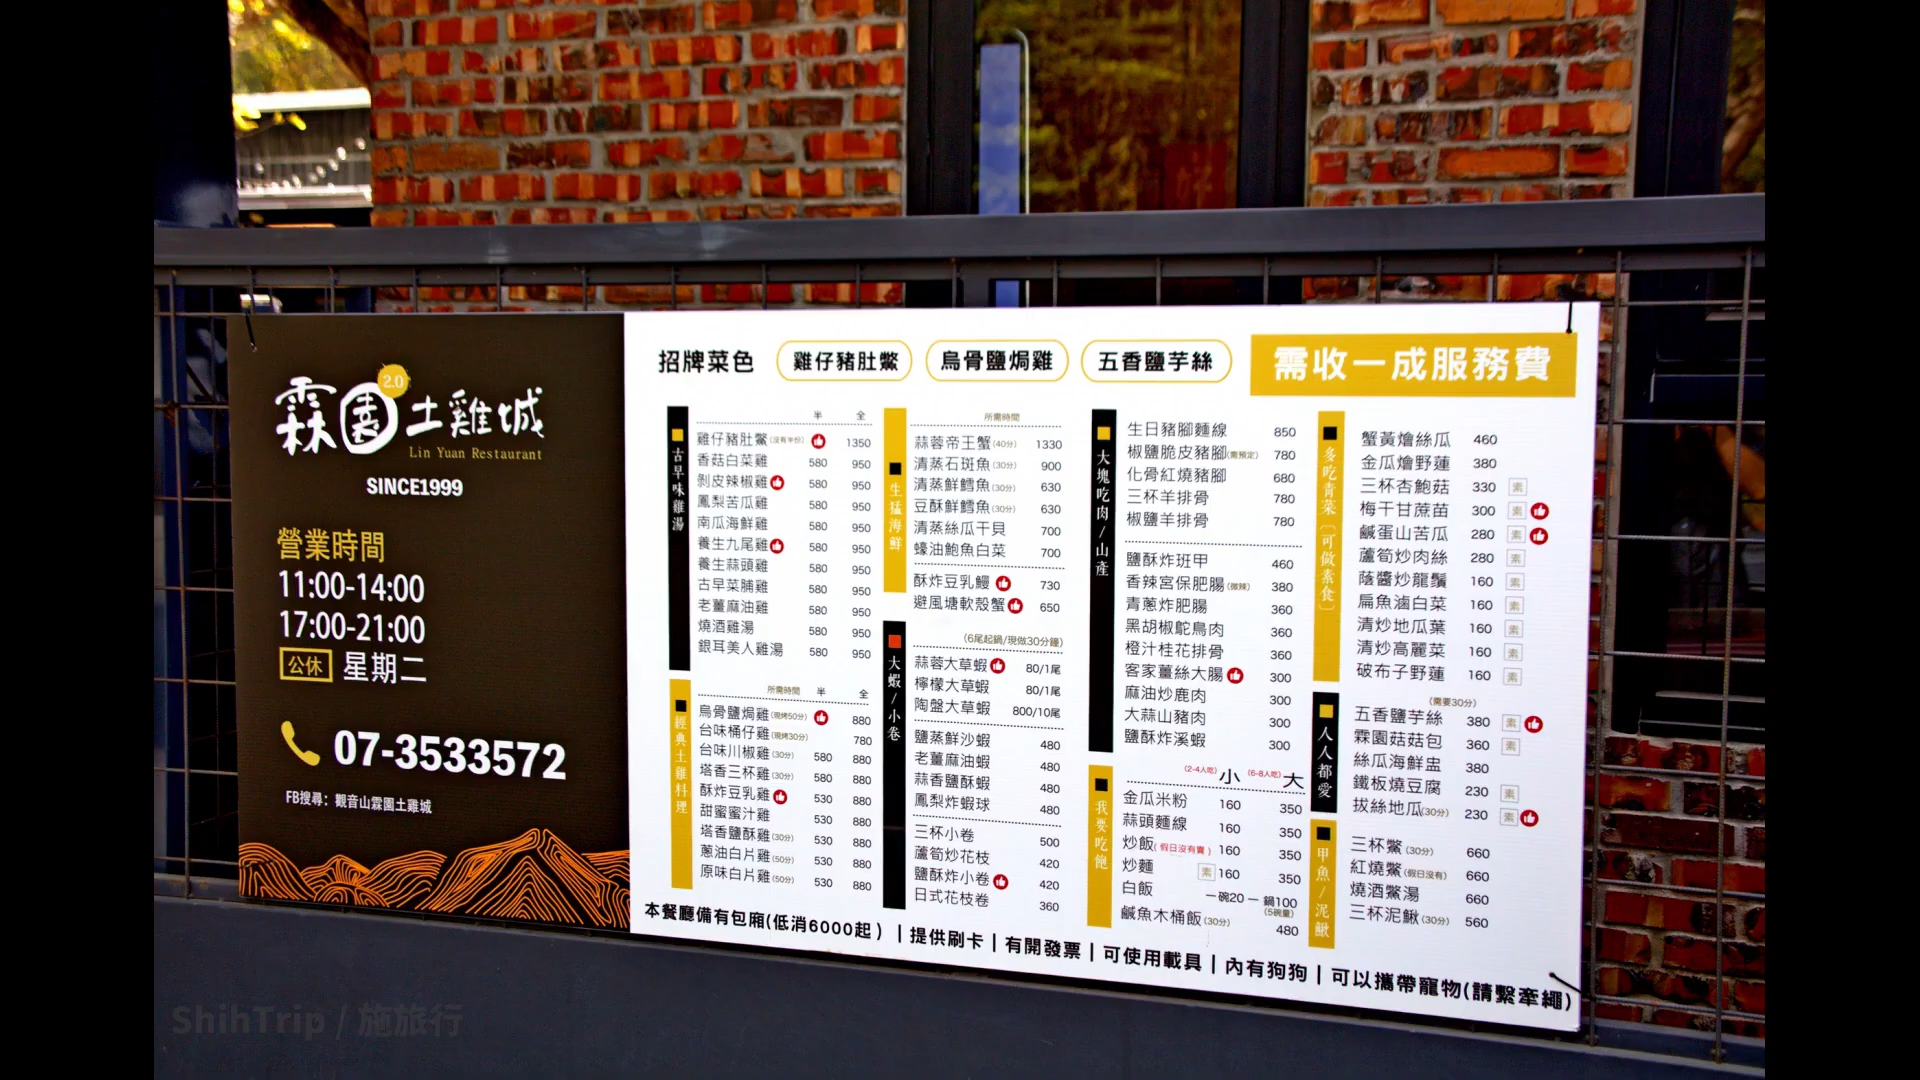 霖園土雞城
2.0
Lin Yuan Restaurant
SINCE1999
營業時間
11:00-14:00
17:00-21:00
公休 星期二
07-3533572
FB搜尋: 觀音山霖園土雞城
招牌菜色 雞仔豬肚鱉 烏骨鹽焗雞 五香鹽芋絲 需收一成服務費
古早味雞湯
半 全
雞仔豬肚鱉(沒有半份) 1350
香菇白菜雞 580 950
剝皮辣椒雞 580 950
鳳梨苦瓜雞 580 950
南瓜海鮮雞 580 950
養生九尾雞 580 950
養生蒜頭雞 580 950
古早菜脯雞 580 950
老薑麻油雞 580 950
燒酒雞湯 580 950
銀耳美人雞湯 580 950
經典土雞料理
所需時間 半 全
烏骨鹽焗雞(現烤50分) 880
台味桶仔雞(現烤30分) 780
台味川椒雞(30分) 580 880
塔香三杯雞(30分) 580 880
酥炸豆乳雞 530 880
甜蜜蜜汁雞 530 880
塔香鹽酥雞(30分) 530 880
蔥油白片雞(50分) 530 880
原味白片雞(50分) 530 880
生猛海鮮
所需時間
蒜蓉帝王蟹(40分) 1330
清蒸石斑魚(30分) 900
清蒸鮮鱈魚(30分) 630
豆酥鮮鱈魚(30分) 630
清蒸絲瓜干貝 700
蠔油鮑魚白菜 700
酥炸豆乳鰻 730
避風塘軟殼蟹 650
大蝦/小卷
(6尾起鍋/現做30分鐘)
蒜蓉大草蝦 80/1尾
檸檬大草蝦 80/1尾
陶盤大草蝦 800/10尾
鹽蒸鮮沙蝦 480
老薑麻油蝦 480
蒜香鹽酥蝦 480
鳳梨炸蝦球 480
三杯小卷 500
蘆筍炒花枝 420
鹽酥炸小卷 420
日式花枝卷 360
大塊吃肉/山產
生日豬腳麵線 850
椒鹽脆皮豬腳(需預定) 780
化骨紅燒豬腳 680
三杯羊排骨 780
椒鹽羊排骨 780
鹽酥炸班甲 460
香辣宮保肥腸(微辣) 380
青蔥炸肥腸 360
黑胡椒鴕鳥肉 360
橙汁桂花排骨 360
客家薑絲大腸 300
麻油炒鹿肉 300
大蒜山豬肉 300
鹽酥炸溪蝦 300
我要吃飽
(2-4人吃)小 (6-8人吃)大
金瓜米粉 160 350
蒜頭麵線 160 350
炒飯(假日沒有賣) 160 350
炒麵 素 160 350
白飯 一碗20 一鍋100
(5碗量)
鹹魚木桶飯(30分) 480
多吃青菜〔可做素食〕
蟹黃燴絲瓜 460
金瓜燴野蓮 380
三杯杏鮑菇 330 素
梅干甘蔗苗 300 素
鹹蛋山苦瓜 280 素
蘆筍炒肉絲 280 素
蔭醬炒龍鬚 160 素
扁魚滷白菜 160 素
清炒地瓜葉 160 素
清炒高麗菜 160 素
破布子野蓮 160 素
人人都愛
(需要30分)
五香鹽芋絲 380 素
霖園菇菇包 360 素
絲瓜海鮮盅 380
鐵板燒豆腐 230 素
拔絲地瓜(30分) 230 素
甲魚/泥鰍
三杯鱉(30分) 660
紅燒鱉(假日沒有) 660
燒酒鱉湯 660
三杯泥鰍(30分) 560
本餐廳備有包廂(低消6000起)|提供刷卡|有開發票|可使用載具|內有狗狗|可以攜帶寵物(請繫牽繩)
ShihTrip / 施旅行